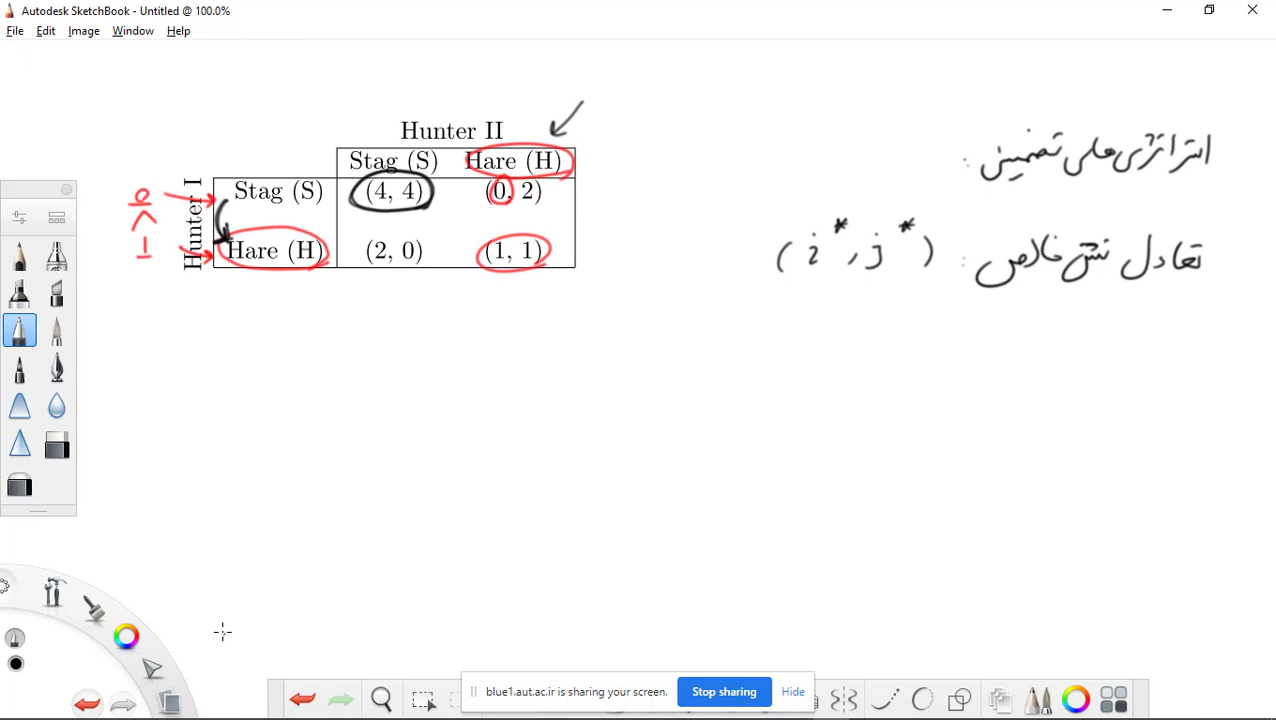 Autodesk SketchBook - Untitled @ 100.0%
File Edit Image Window Help
Hunter II
Stag (S) Hare (H)
Hunter I
Stag (S) (4, 4) (0, 2)
Hare (H) (2, 0) (1, 1)
0
^
1
استراتژی های تضمینی :
تعادل نش خالص : (i*, j*)
blue1.aut.ac.ir is sharing your screen. Stop sharing Hide